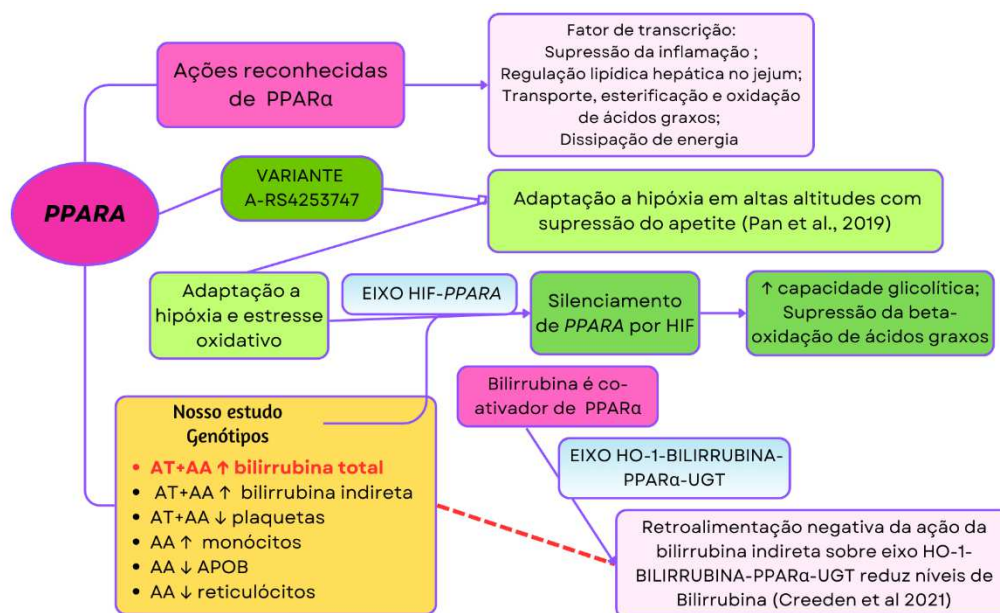 Ações reconhecidas
de PPARα
Fator de transcrição:
Supressão da inflamação ;
Regulação lipídica hepática no jejum;
Transporte, esterificação e oxidação
de ácidos graxos;
Dissipação de energia
PPARA
VARIANTE
A-RS4253747
Adaptação a hipóxia em altas altitudes com
supressão do apetite (Pan et al., 2019)
Adaptação a
hipóxia e estresse
oxidativo
EIXO HIF-PPARA
Silenciamento
de PPARA por HIF
↑ capacidade glicolítica;
Supressão da beta-
oxidação de ácidos graxos
Nosso estudo
Genótipos
• AT+AA ↑ bilirrubina total
• AT+AA ↑ bilirrubina indireta
• AT+AA ↓ plaquetas
• AA ↑ monócitos
• AA ↓ APOB
• AA ↓ reticulócitos
Bilirrubina é co-
ativador de PPARα
EIXO HO-1-BILIRRUBINA-
PPARα-UGT
Retroalimentação negativa da ação da
bilirrubina indireta sobre eixo HO-1-
BILIRRUBINA-PPARα-UGT reduz níveis de
Bilirrubina (Creeden et al 2021)